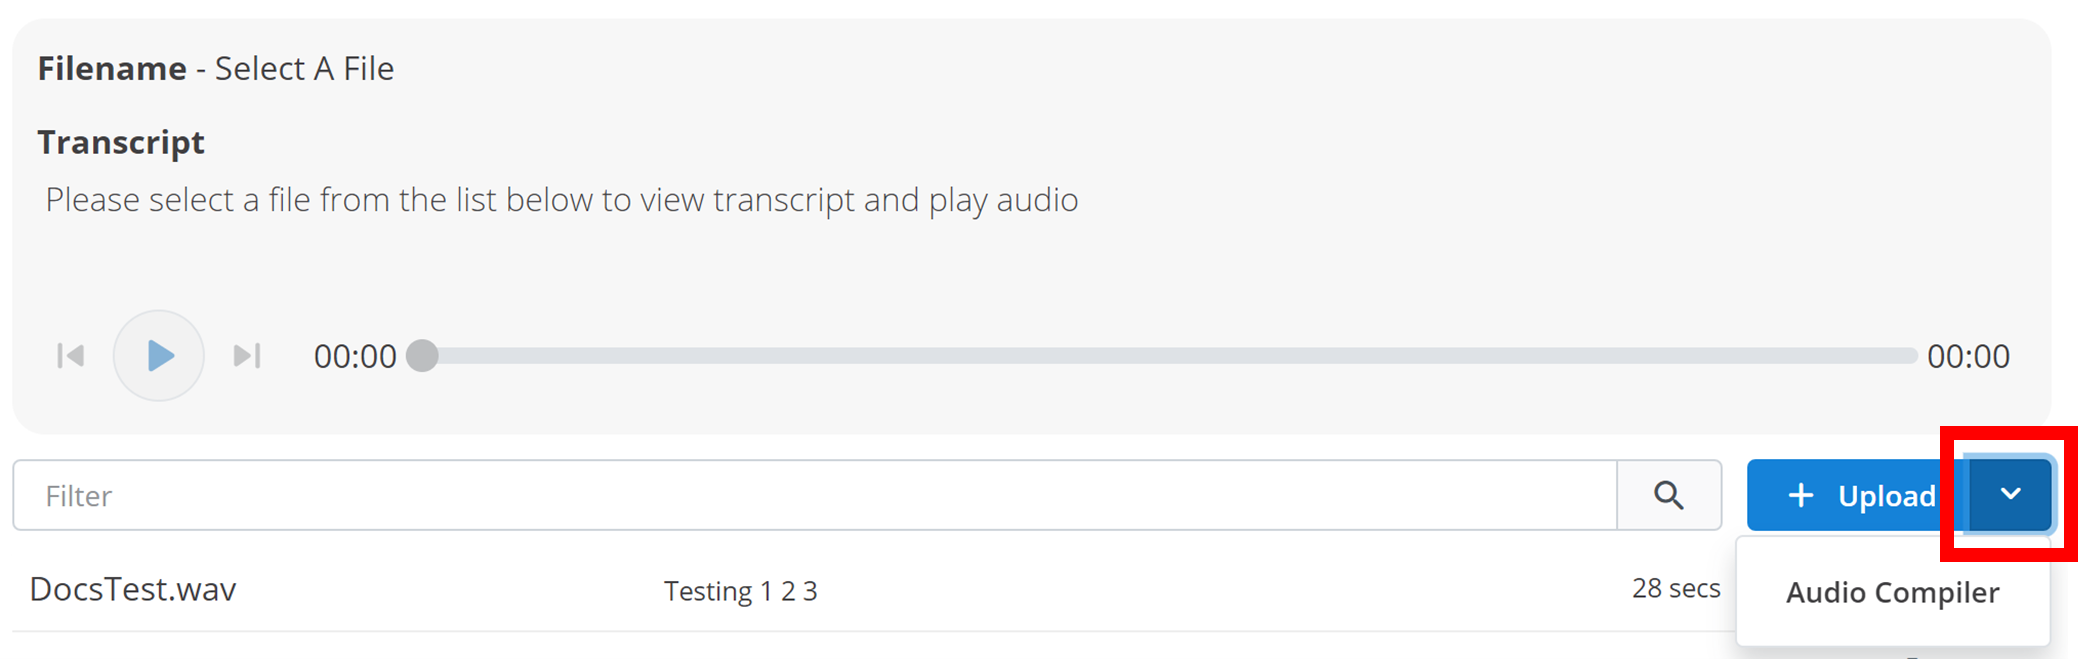 Filename - Select A File
Transcript
Please select a file from the list below to view transcript and play audio
00:00 00:00
Filter Upload
DocsTest.wav Testing 1 2 3 28 secs Audio Compiler